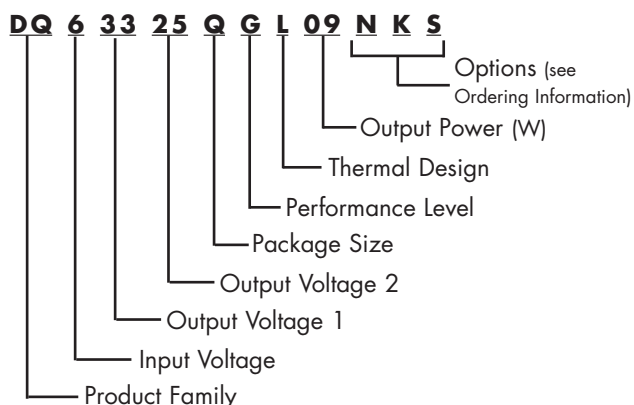 DQ 6 33 25 Q G L 09 N K S
Options (see
Ordering Information)
Output Power (W)
Thermal Design
Performance Level
Package Size
Output Voltage 2
Output Voltage 1
Input Voltage
Product Family